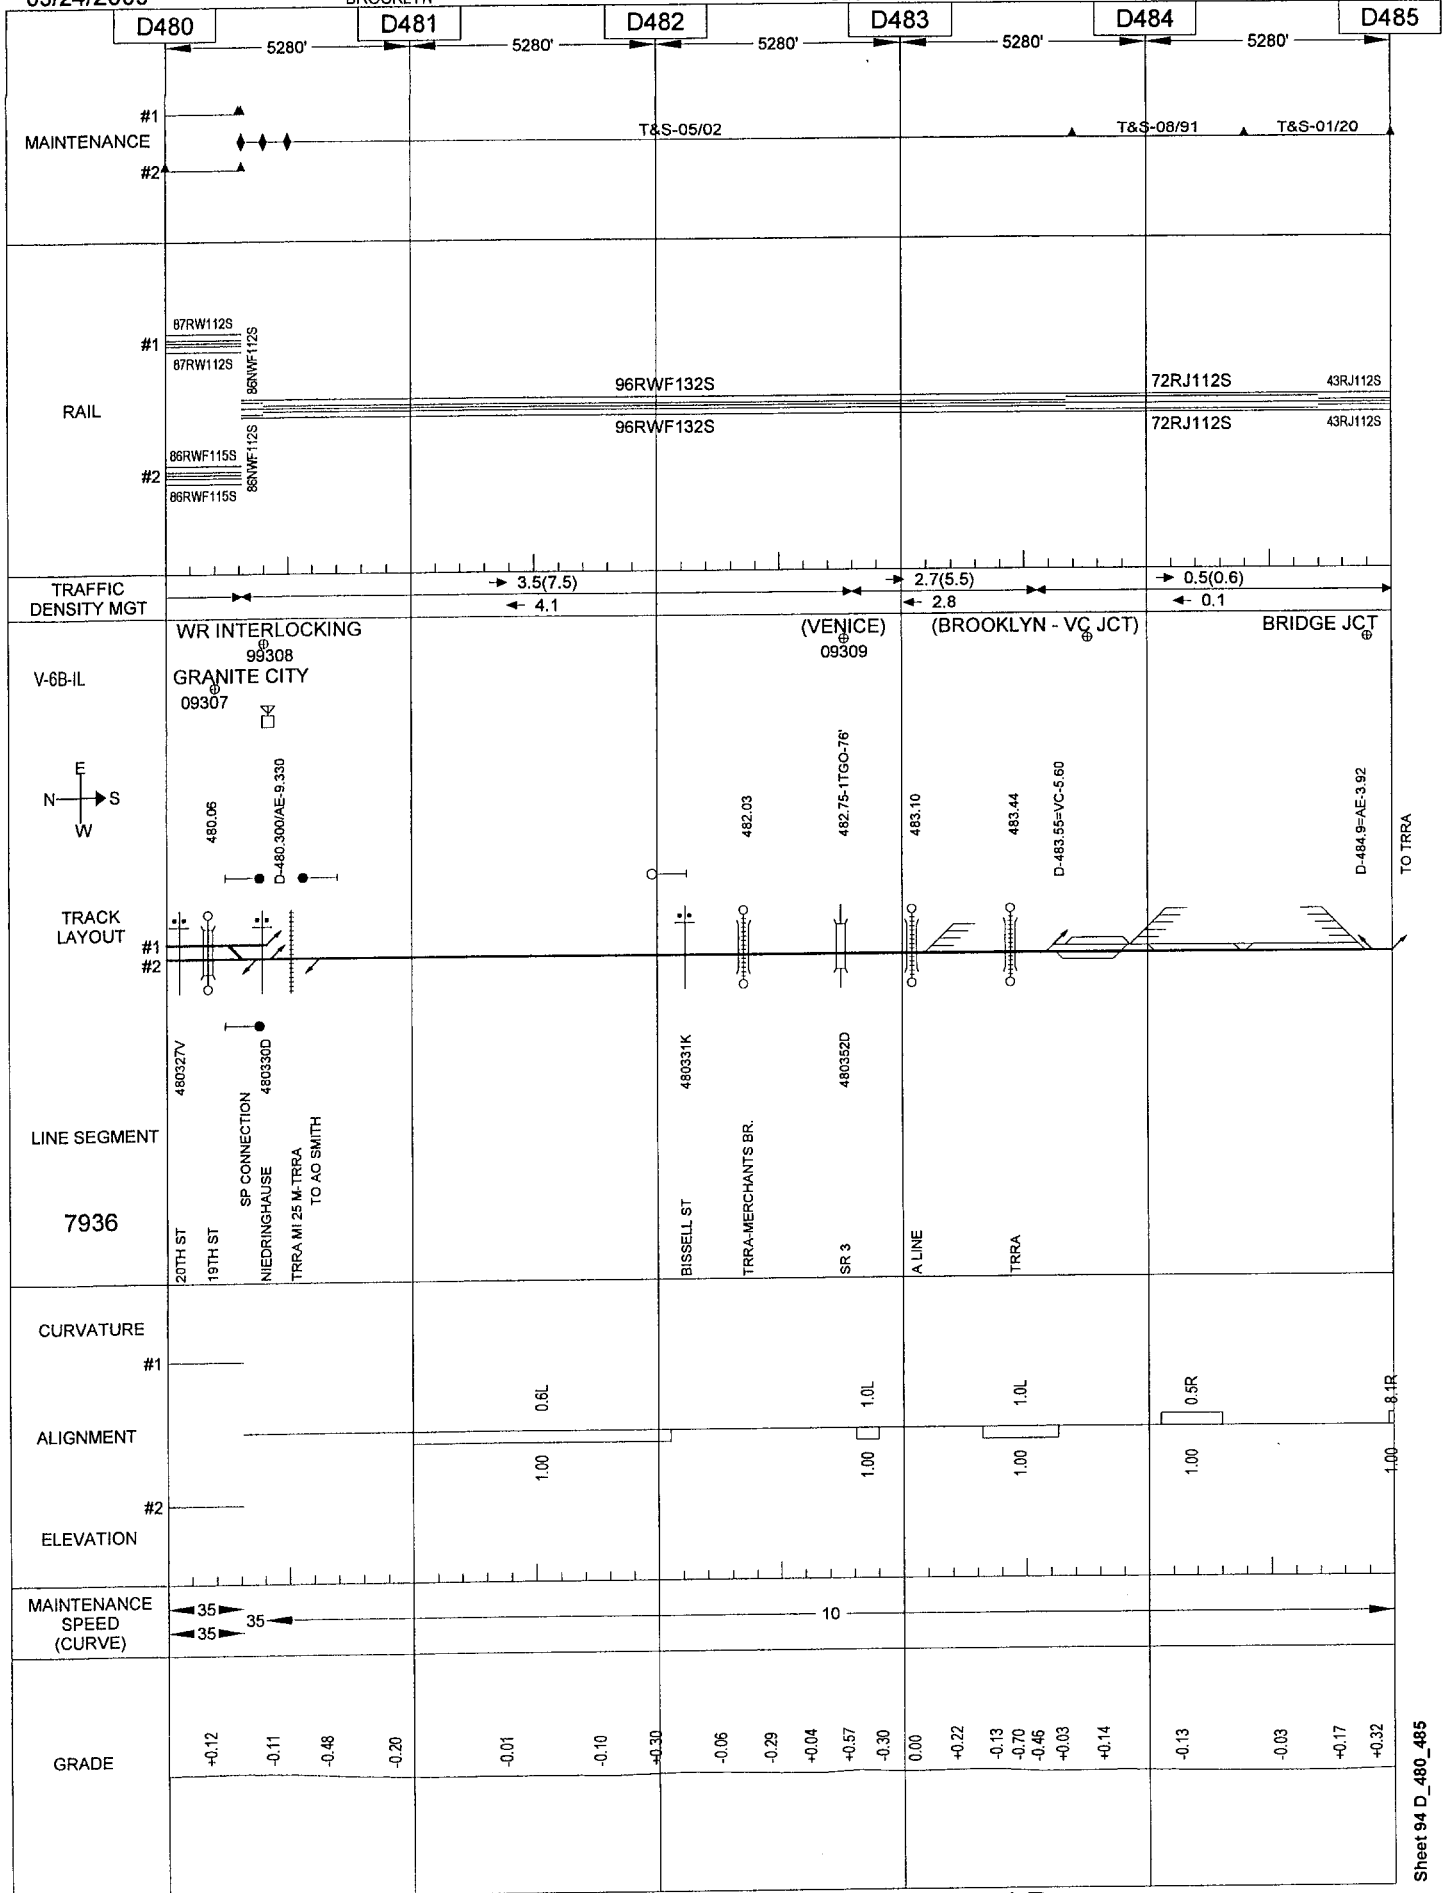 D480 D481 D482 D483 D484 D485
5280' 5280' 5280' 5280' 5280'
MAINTENANCE
#1
#2
T&S-05/02 T&S-08/91 T&S-01/20
RAIL
#1
87RW112S
87RW112S
86NWF112S
86NWF112S
#2
86RWF115S
86RWF115S
96RWF132S
96RWF132S
72RJ112S
72RJ112S
43RJ112S
43RJ112S
TRAFFIC
DENSITY MGT
3.5(7.5) 2.7(5.5) 0.5(0.6)
4.1 2.8 0.1
V-6B-IL
WR INTERLOCKING
99308
GRANITE CITY
09307
(VENICE)
09309
(BROOKLYN - VC JCT)
BRIDGE JCT
E
N S
W
480.06
D-480.300/AE-9.330
482.03
482.75-1TGO-76'
483.10
483.44
D-483.55=VC-5.60
D-484.9=AE-3.92
TO TRRA
TRACK
LAYOUT
#1
#2
480327V
480330D
480331K
480352D
LINE SEGMENT
7936
20TH ST
19TH ST
SP CONNECTION
NIEDRINGHAUSE
TRRA MI 25 M-TRRA
TO AO SMITH
BISSELL ST
TRRA-MERCHANTS BR.
SR 3
A LINE
TRRA
CURVATURE
#1
ALIGNMENT
#2
ELEVATION
0.6L 1.0L 1.0L 0.5R 8.1R
1.00 1.00 1.00 1.00 1.00
MAINTENANCE
SPEED
(CURVE)
35
35
35
10
GRADE
+0.12 -0.11 -0.48 -0.20 -0.01 -0.10 +0.30 -0.06 -0.29 +0.04 +0.57 -0.30 0.00 +0.22 -0.13 -0.70 -0.46 +0.03 +0.14 -0.13 -0.03 +0.17 +0.32
Sheet 94 D_480_485